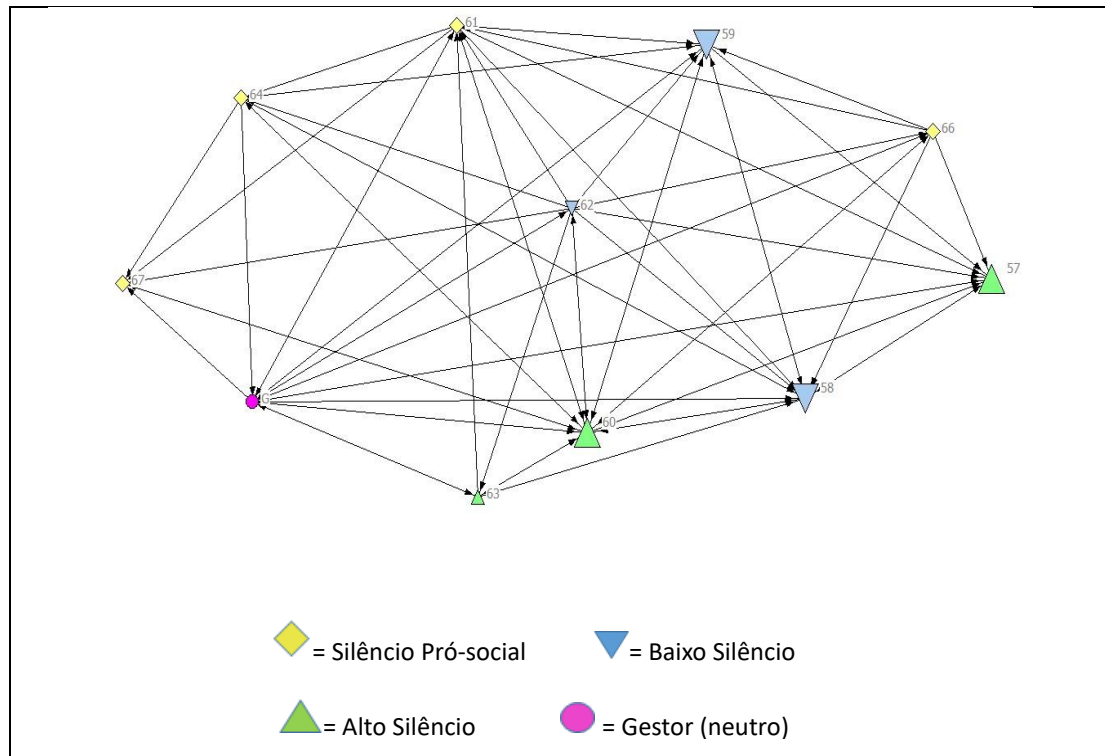 61
59
64
66
62
67
57
G
58
60
63
= Silêncio Pró-social
= Baixo Silêncio
= Alto Silêncio
= Gestor (neutro)